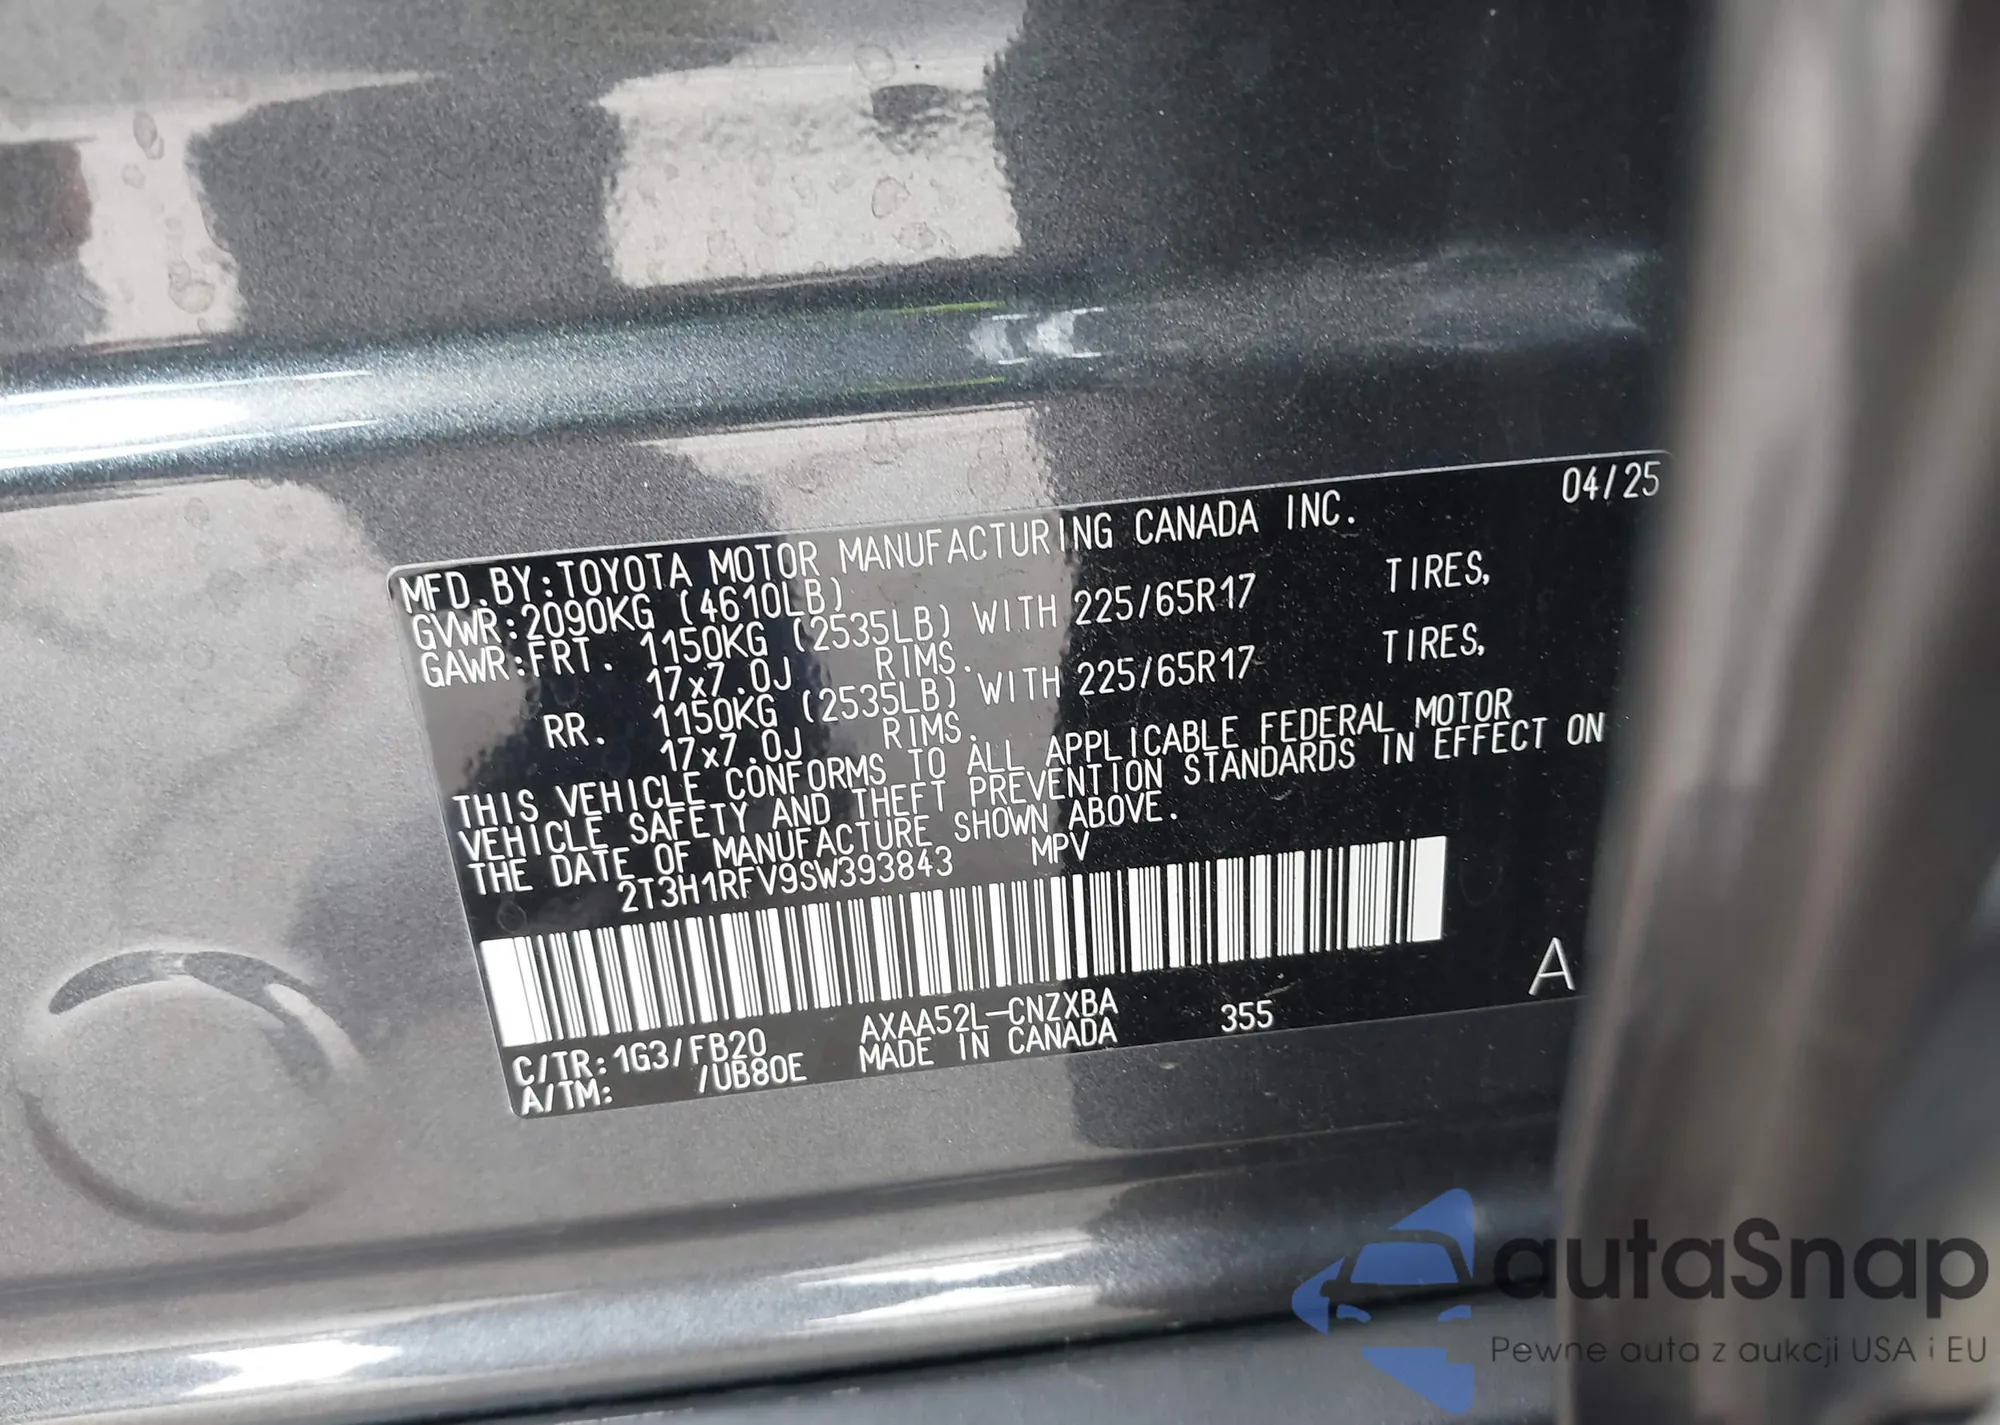 04/25
MFD.BY:TOYOTA MOTOR MANUFACTURING CANADA INC.
GVWR:2090KG (4610LB)
GAWR:FRT. 1150KG (2535LB) WITH 225/65R17 TIRES,
17x7.0J RIMS.
RR. 1150KG (2535LB) WITH 225/65R17 TIRES,
17x7.0J RIMS.
THIS VEHICLE CONFORMS TO ALL APPLICABLE FEDERAL MOTOR
VEHICLE SAFETY AND THEFT PREVENTION STANDARDS IN EFFECT ON
THE DATE OF MANUFACTURE SHOWN ABOVE.
2T3H1RFV9SW393843 MPV
A
C/TR:1G3/FB20 AXAA52L-CNZXBA 355
A/TM: /UB80E MADE IN CANADA
autaSnap
Pewne auta z aukcji USA i EU